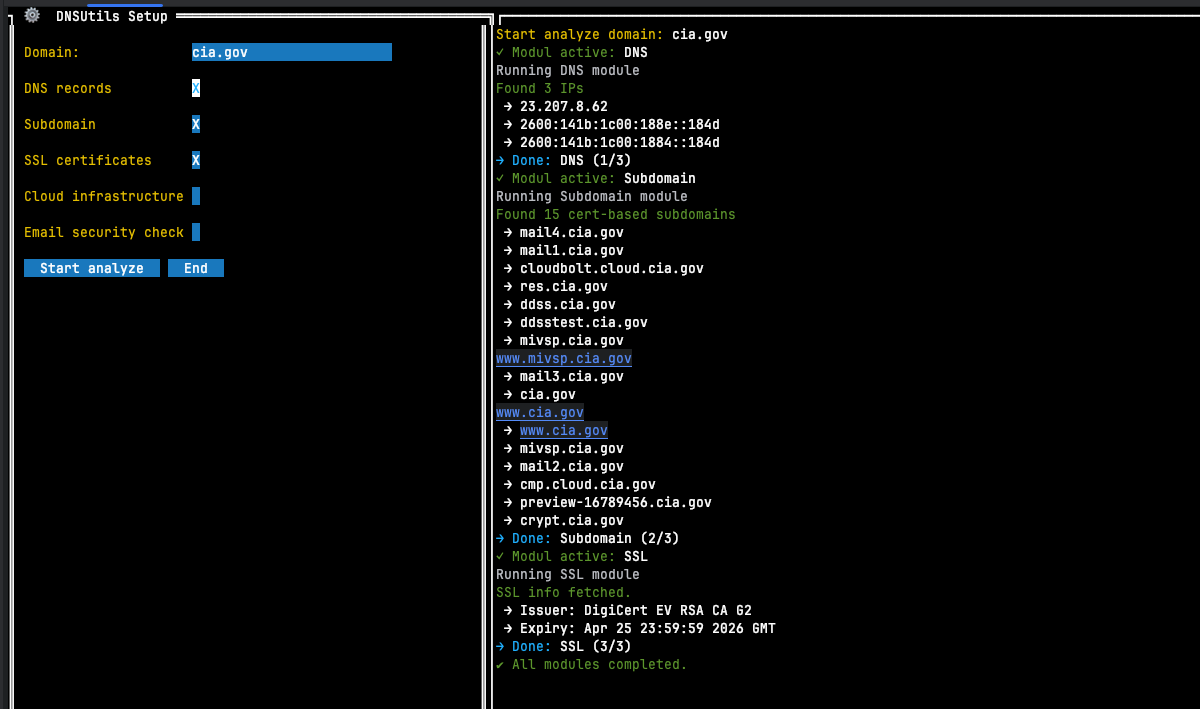 DNSUtils Setup
Domain: cia.gov
DNS records X
Subdomain X
SSL certificates X
Cloud infrastructure
Email security check
Start analyze End
Start analyze domain: cia.gov
✓ Modul active: DNS
Running DNS module
Found 3 IPs
→ 23.207.8.62
→ 2600:141b:1c00:188e::184d
→ 2600:141b:1c00:1884::184d
→ Done: DNS (1/3)
✓ Modul active: Subdomain
Running Subdomain module
Found 15 cert-based subdomains
→ mail4.cia.gov
→ mail1.cia.gov
→ cloudbolt.cloud.cia.gov
→ res.cia.gov
→ ddss.cia.gov
→ ddsstest.cia.gov
→ mivsp.cia.gov
www.mivsp.cia.gov
→ mail3.cia.gov
→ cia.gov
www.cia.gov
→ www.cia.gov
→ mivsp.cia.gov
→ mail2.cia.gov
→ cmp.cloud.cia.gov
→ preview-16789456.cia.gov
→ crypt.cia.gov
→ Done: Subdomain (2/3)
✓ Modul active: SSL
Running SSL module
SSL info fetched.
→ Issuer: DigiCert EV RSA CA G2
→ Expiry: Apr 25 23:59:59 2026 GMT
→ Done: SSL (3/3)
✔ All modules completed.